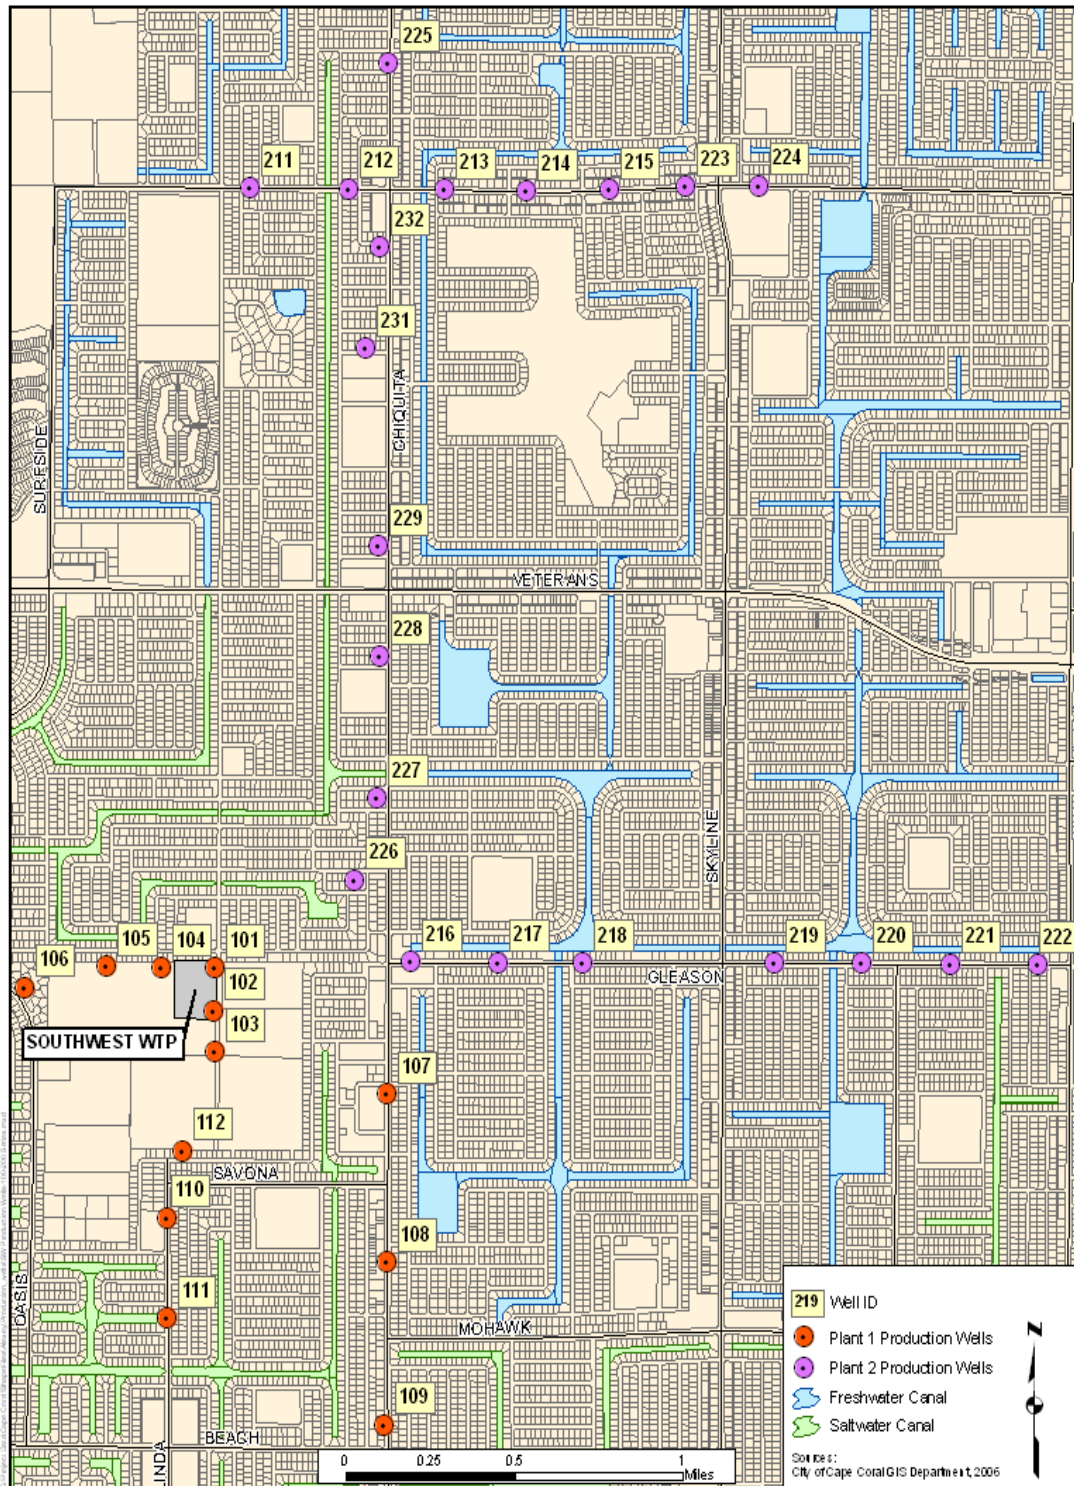 225
211
212
213
214
215
223
224
232
231
CHIQUITA
SURFSIDE
229
VETERANS
228
227
SKYLINE
226
105
104
101
106
216
217
218
219
220
221
222
102
GLEASON
103
SOUTHWEST WTP
107
112
SAVONA
110
108
OASIS
111
MOHAWK
109
BEACH
LINDA
0 0.25 0.5 1
Miles
219 Well ID
Plant 1 Production Wells
Plant 2 Production Wells
Freshwater Canal
Saltwater Canal
N
Sources:
City of Cape Coral GIS Department, 2006